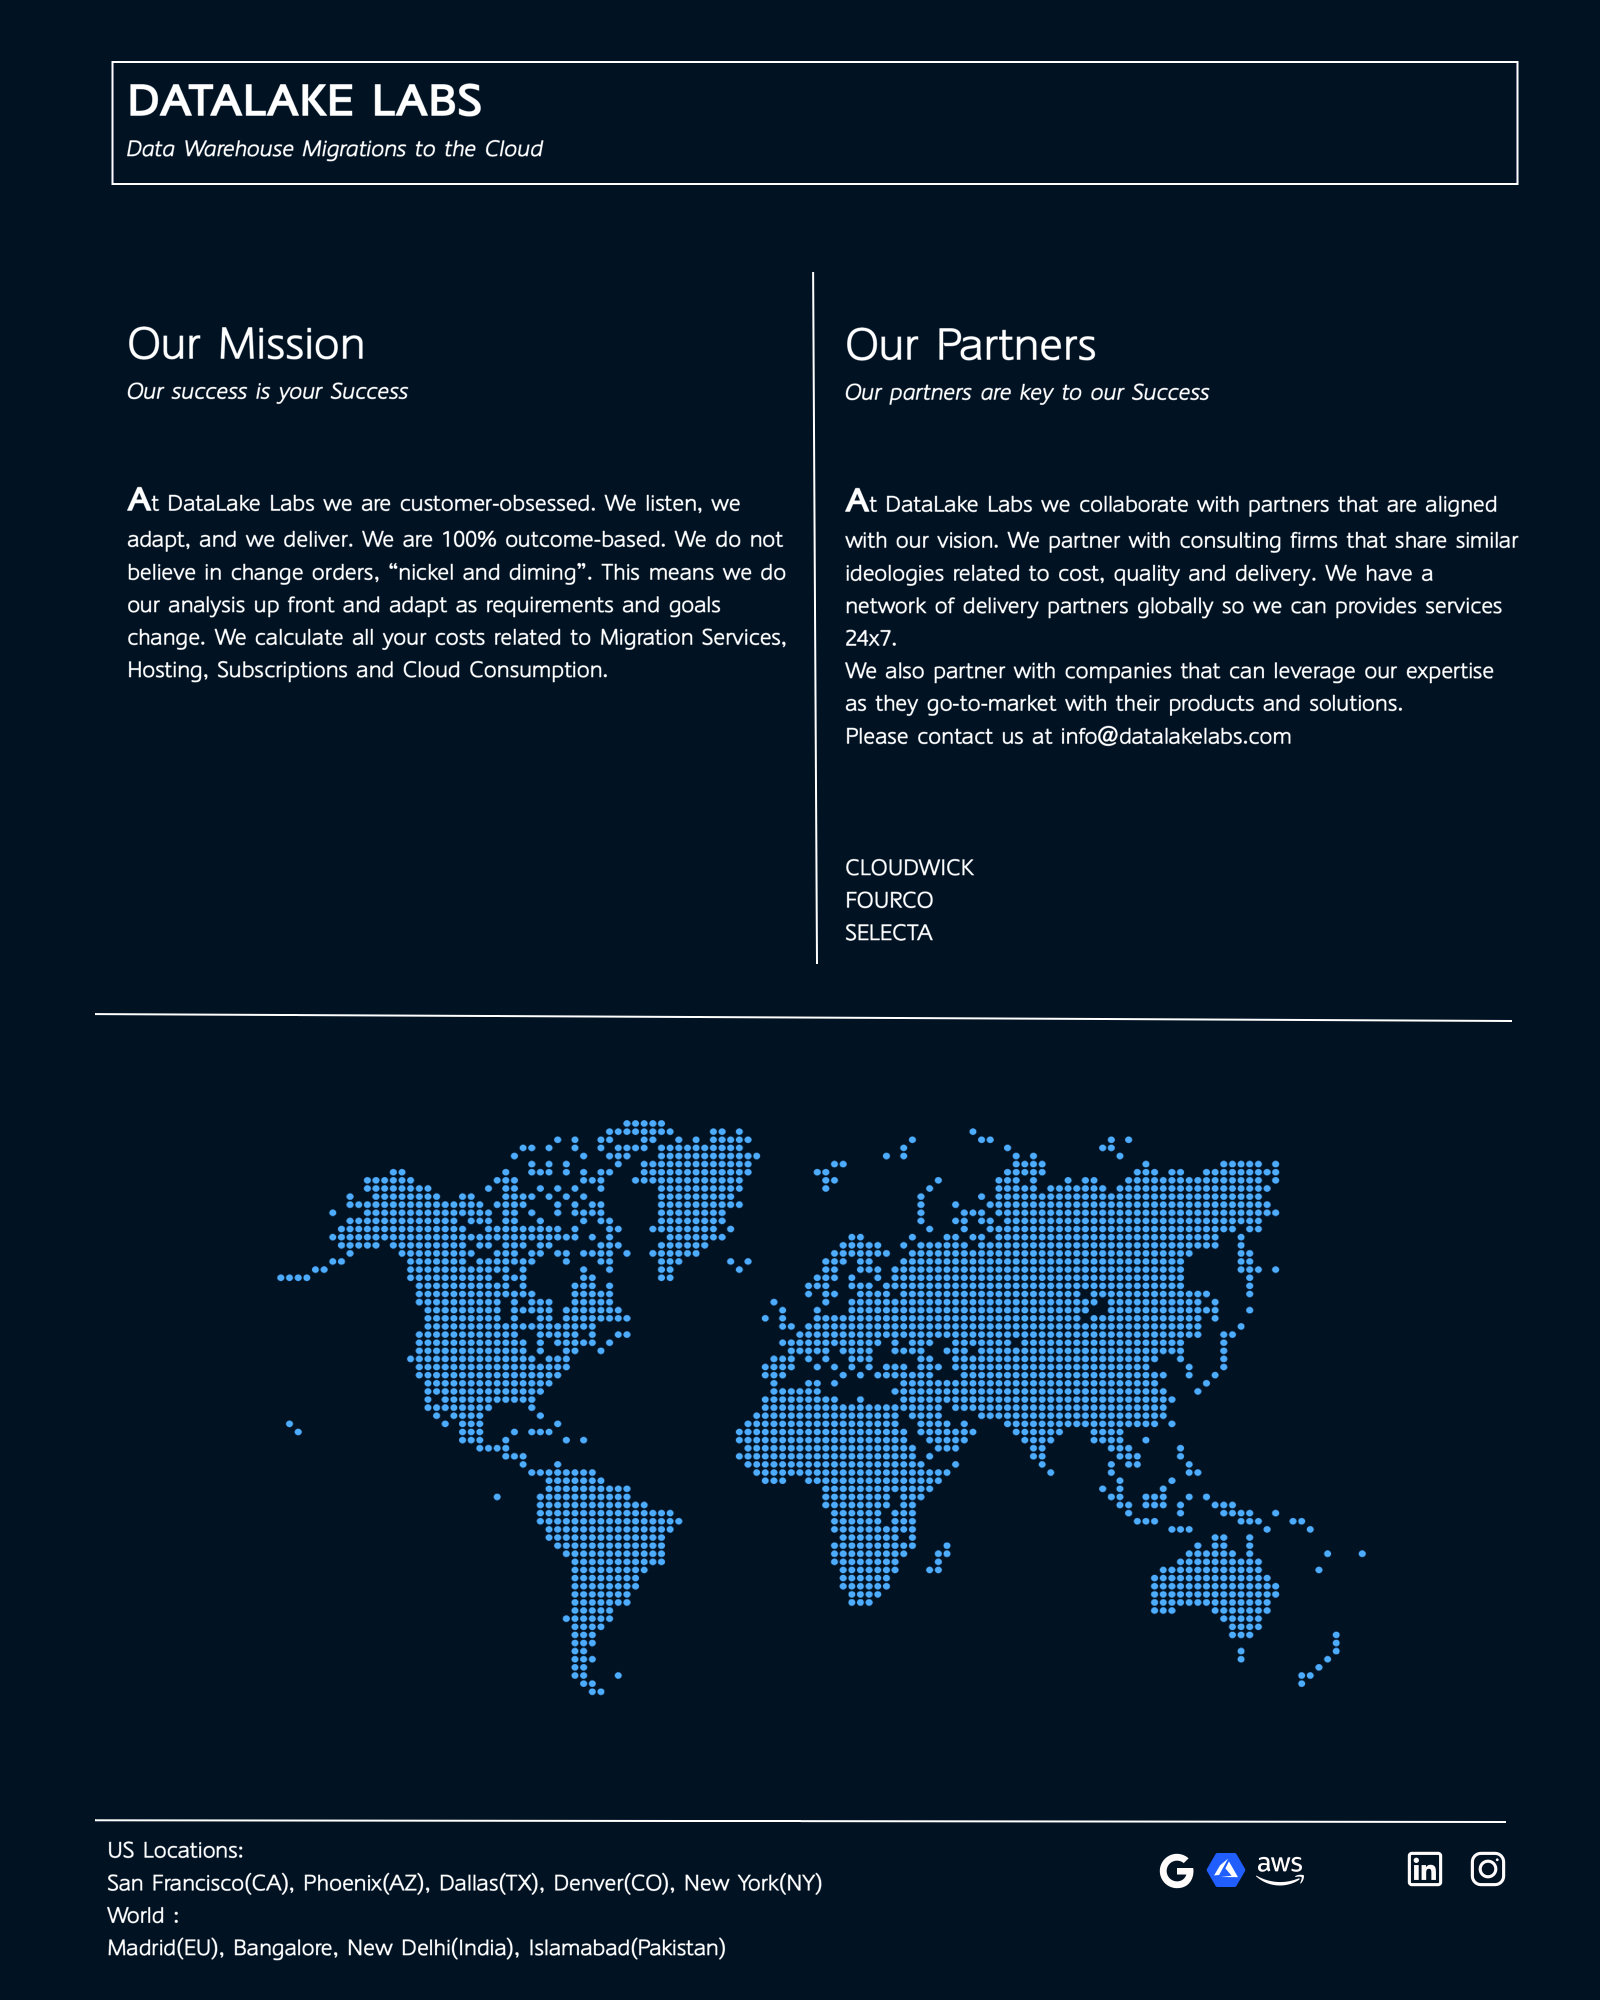 DATALAKE LABS
Data Warehouse Migrations to the Cloud
Our Mission
Our success is your Success
At DataLake Labs we are customer-obsessed. We listen, we
adapt, and we deliver. We are 100% outcome-based. We do not
believe in change orders, “nickel and diming”. This means we do
our analysis up front and adapt as requirements and goals
change. We calculate all your costs related to Migration Services,
Hosting, Subscriptions and Cloud Consumption.
Our Partners
Our partners are key to our Success
At DataLake Labs we collaborate with partners that are aligned
with our vision. We partner with consulting firms that share similar
ideologies related to cost, quality and delivery. We have a
network of delivery partners globally so we can provides services
24x7.
We also partner with companies that can leverage our expertise
as they go-to-market with their products and solutions.
Please contact us at info@datalakelabs.com
CLOUDWICK
FOURCO
SELECTA
US Locations:
San Francisco(CA), Phoenix(AZ), Dallas(TX), Denver(CO), New York(NY)
World :
Madrid(EU), Bangalore, New Delhi(India), Islamabad(Pakistan)
G
aws
in